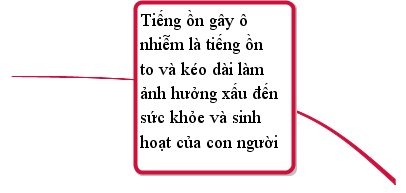 Tiếng ồn gây ô
nhiễm là tiếng ồn
to và kéo dài làm
ảnh hưởng xấu đến
sức khỏe và sinh
hoạt của con người